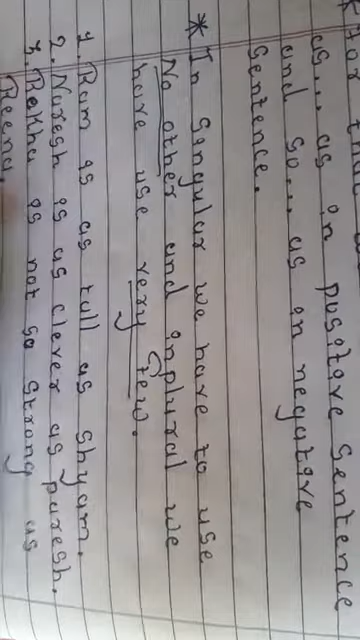 as... as in positive sentence
and so... as in negative
sentence.
* In singular we have to use
No other and in plural we
have use very few.
1. Ram is as tall as shyam.
2. Naresh is as clever as paresh.
3. Rekha is not so strong as
Reena.